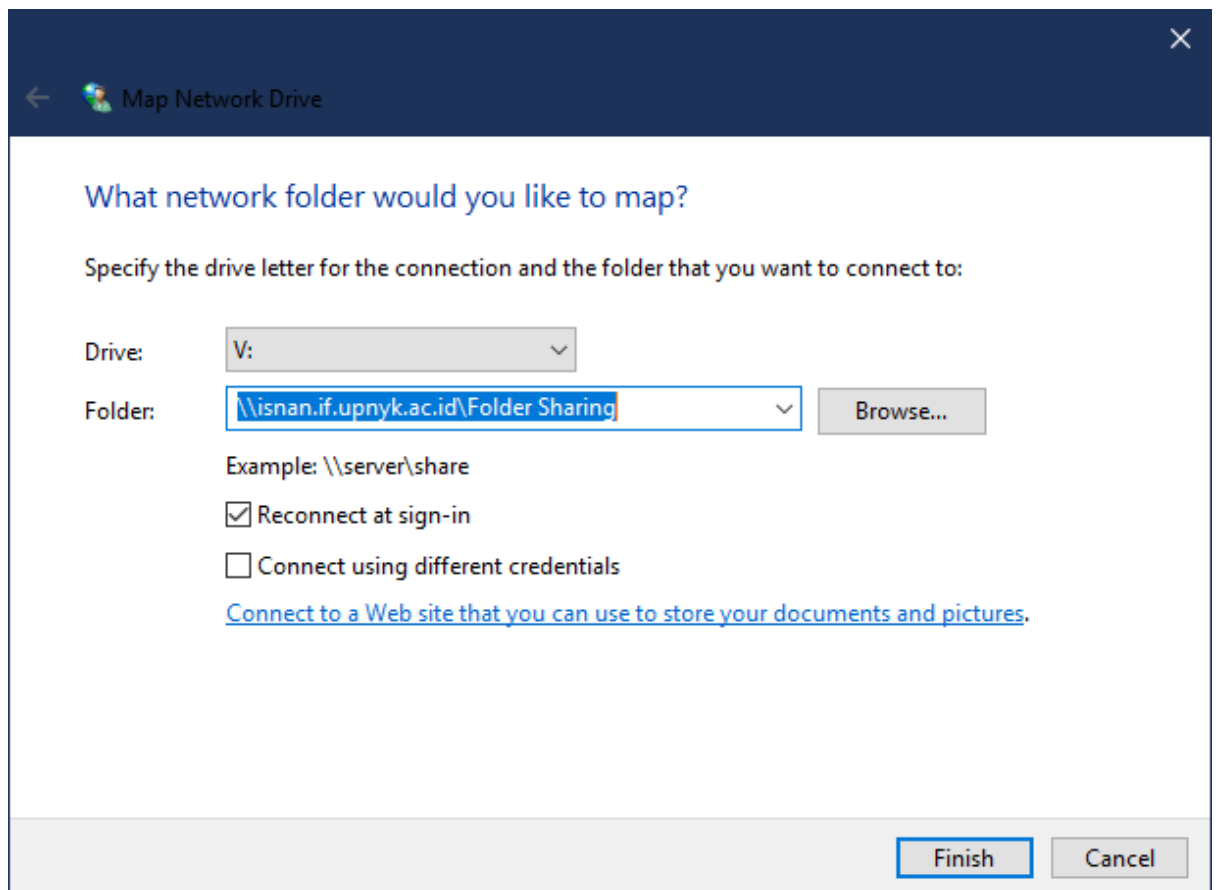 Map Network Drive
What network folder would you like to map?
Specify the drive letter for the connection and the folder that you want to connect to:
Drive: V:
Folder: \\isnan.if.upnyk.ac.id\Folder Sharing Browse...
Example: \\server\share
Reconnect at sign-in
Connect using different credentials
Connect to a Web site that you can use to store your documents and pictures.
Finish Cancel